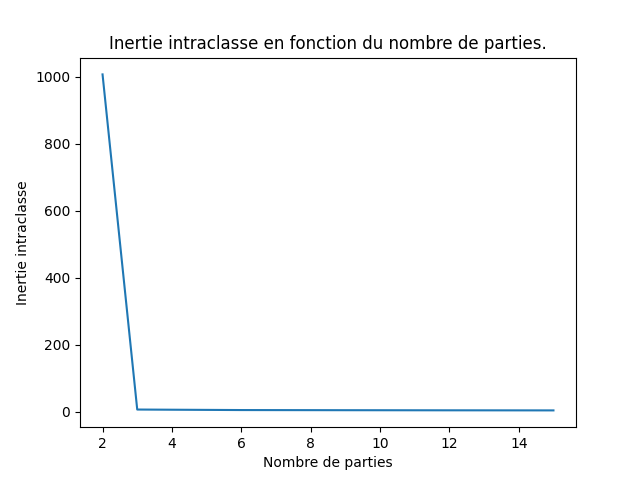 Inertie intraclasse en fonction du nombre de parties.
1000
800
600
400
200
0
Inertie intraclasse
2 4 6 8 10 12 14
Nombre de parties